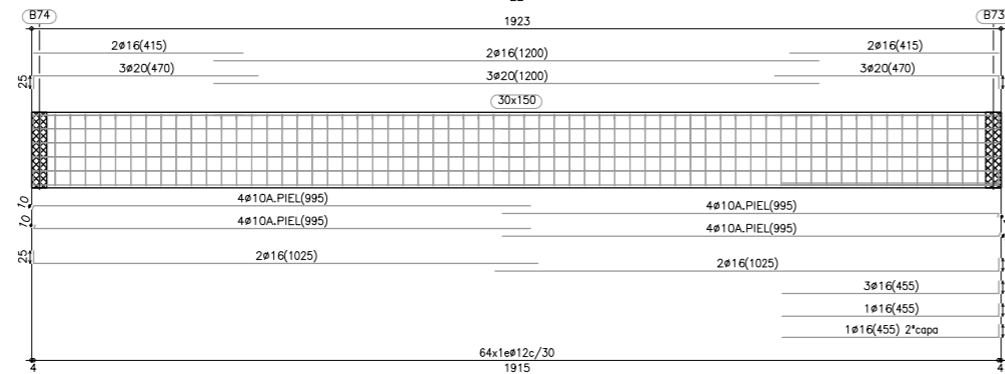 B74 B73
1923
2ø16(415) 2ø16(1200) 2ø16(415)
3ø20(470) 3ø20(1200) 3ø20(470)
25
30x150
10 4ø10A.PIEL(995) 4ø10A.PIEL(995)
10 4ø10A.PIEL(995) 4ø10A.PIEL(995)
25 2ø16(1025) 2ø16(1025)
3ø16(455)
1ø16(455)
1ø16(455) 2ªcapa
64x1eø12c/30
4 1915 4